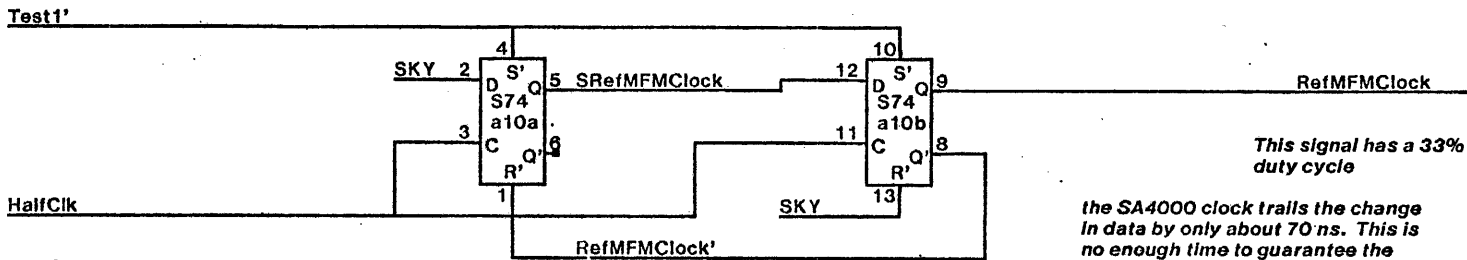 Test1'
4
10
SKY 2 D S' Q 5 SRefMFMClock 12 D S' Q 9 RefMFMClock
S74
a10a
S74
a10b
3 C Q' 6
11 C Q' 8
R'
R'
1
13
This signal has a 33%
duty cycle
HalfClk
SKY
the SA4000 clock trails the change
in data by only about 70 ns. This is
no enough time to guarantee the
RefMFMClock'